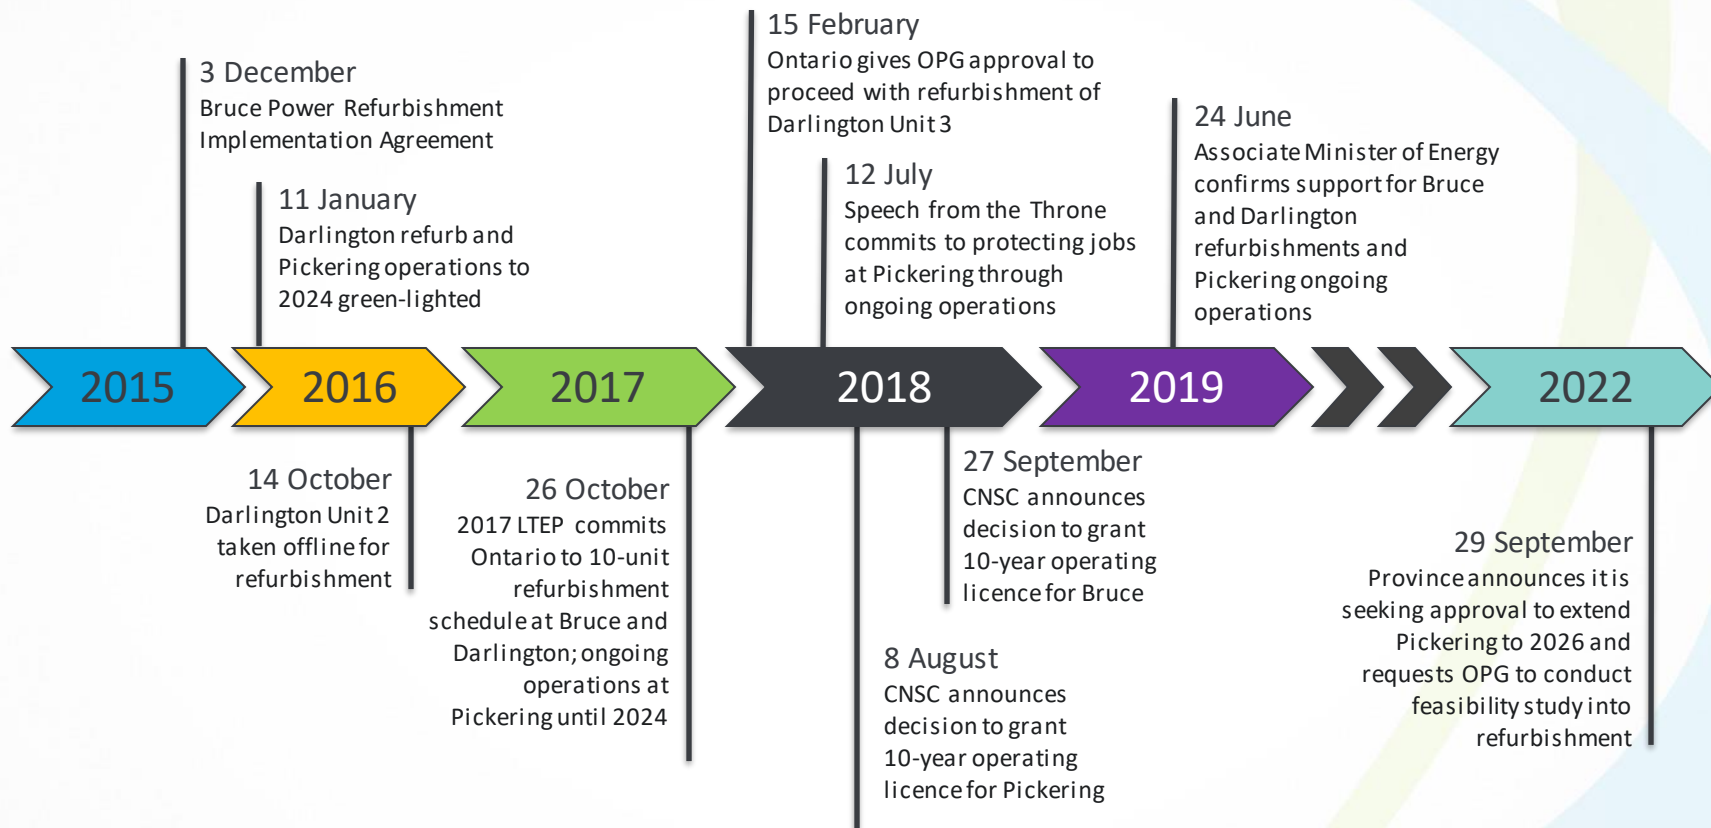 3 December
Bruce Power Refurbishment
Implementation Agreement
11 January
Darlington refurb and
Pickering operations to
2024 green-lighted
15 February
Ontario gives OPG approval to
proceed with refurbishment of
Darlington Unit 3
12 July
Speech from the Throne
commits to protecting jobs
at Pickering through
ongoing operations
24 June
Associate Minister of Energy
confirms support for Bruce
and Darlington
refurbishments and
Pickering ongoing
operations
2015
2016
2017
2018
2019
2022
14 October
Darlington Unit 2
taken offline for
refurbishment
26 October
2017 LTEP commits
Ontario to 10-unit
refurbishment
schedule at Bruce and
Darlington; ongoing
operations at
Pickering until 2024
8 August
CNSC announces
decision to grant
10-year operating
licence for Pickering
27 September
CNSC announces
decision to grant
10-year operating
licence for Bruce
29 September
Province announces it is
seeking approval to extend
Pickering to 2026 and
requests OPG to conduct
feasibility study into
refurbishment